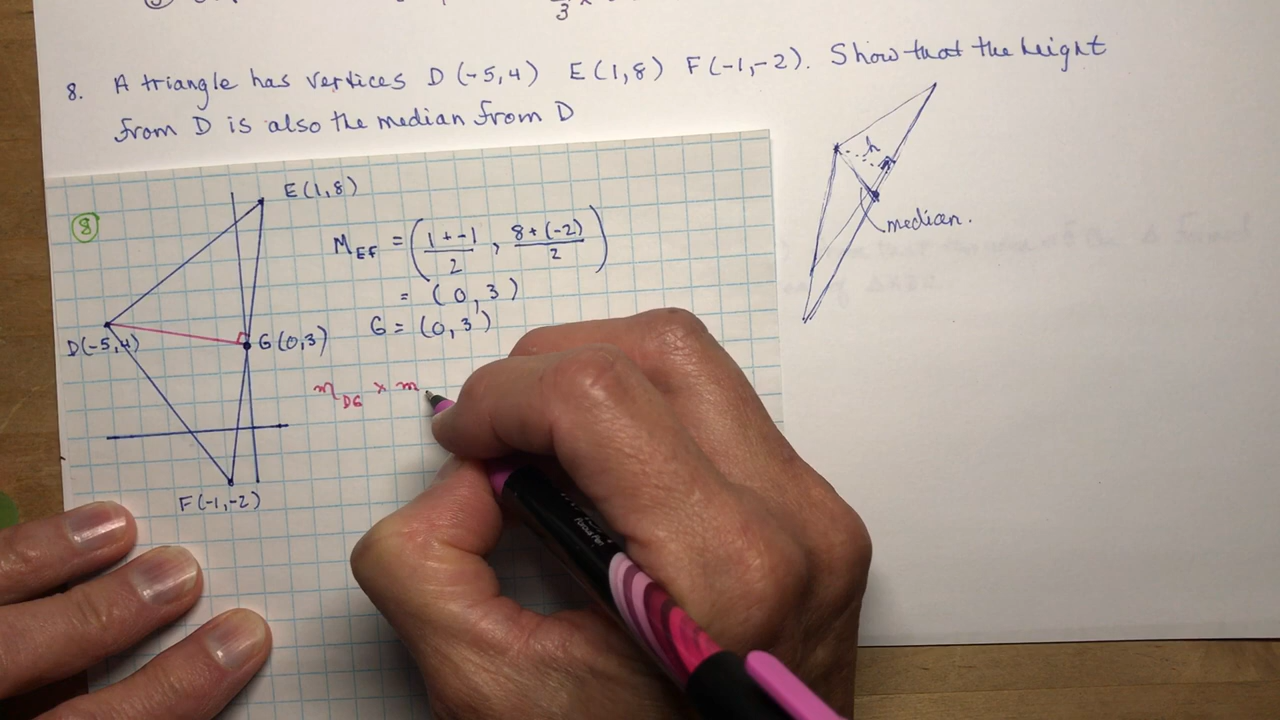 8. A triangle has vertices D (-5,4) E (1,8) F (-1,-2). Show that the height
from D is also the median from D
h
median.
8
E (1,8)
M_EF = (1 + -1 / 2 , 8 + (-2) / 2)
= (0, 3)
G = (0, 3)
D(-5,4)
G (0,3)
m_DG × m
F (-1,-2)